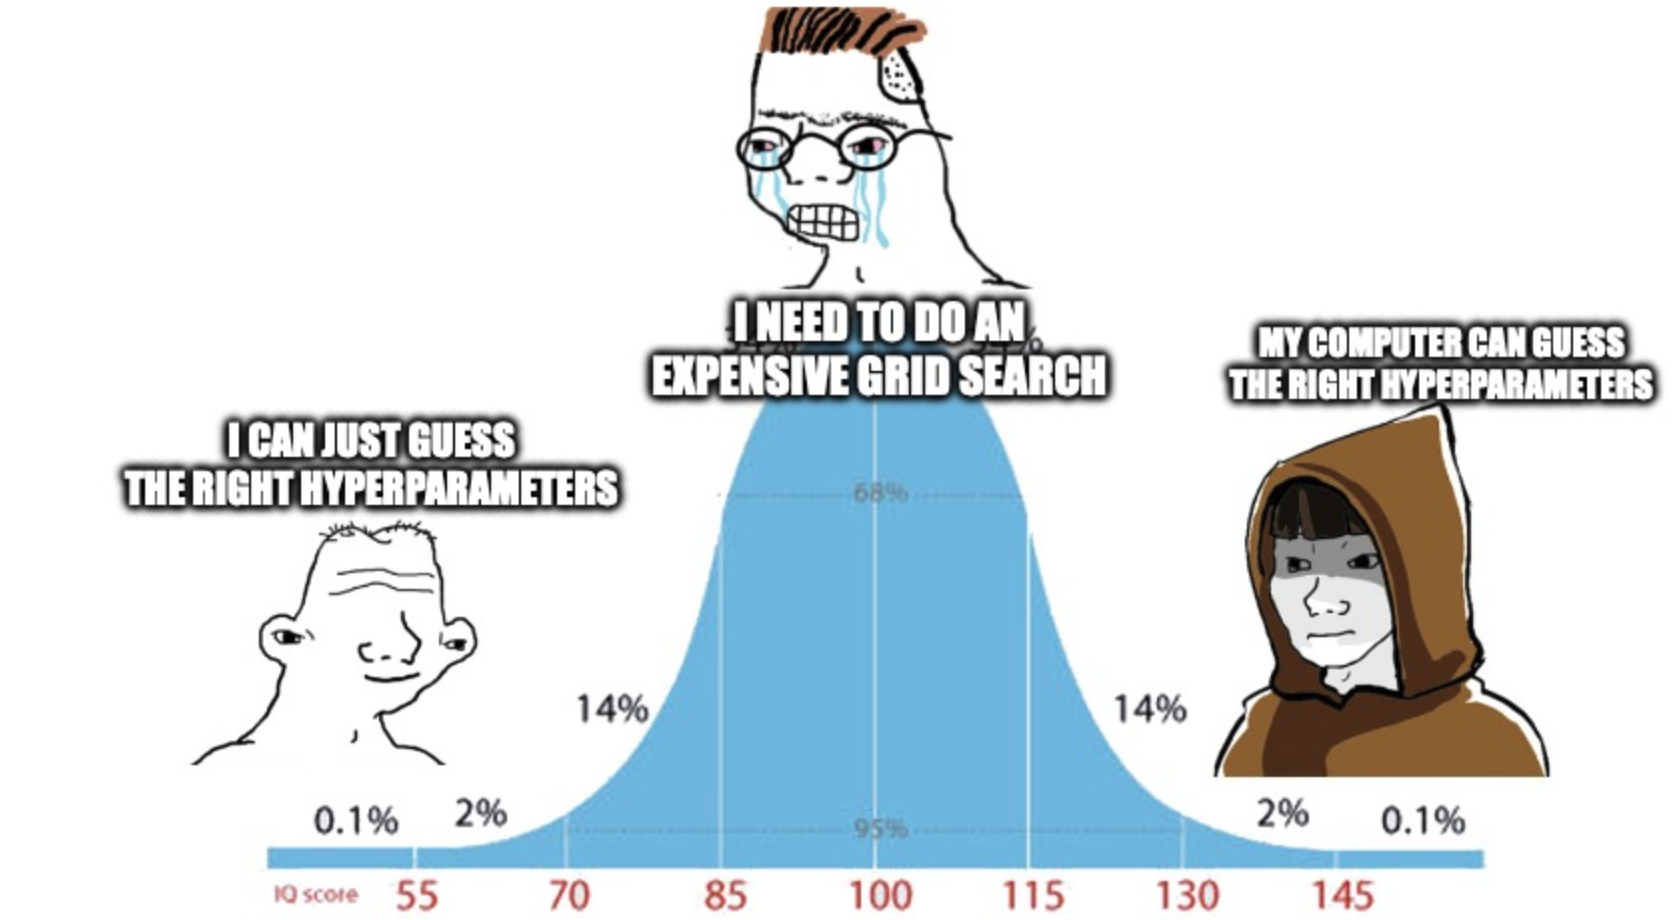 I NEED TO DO AN
EXPENSIVE GRID SEARCH
MY COMPUTER CAN GUESS
THE RIGHT HYPERPARAMETERS
I CAN JUST GUESS
THE RIGHT HYPERPARAMETERS
68%
14%
14%
0.1%
2%
95%
2%
0.1%
IQ score
55
70
85
100
115
130
145